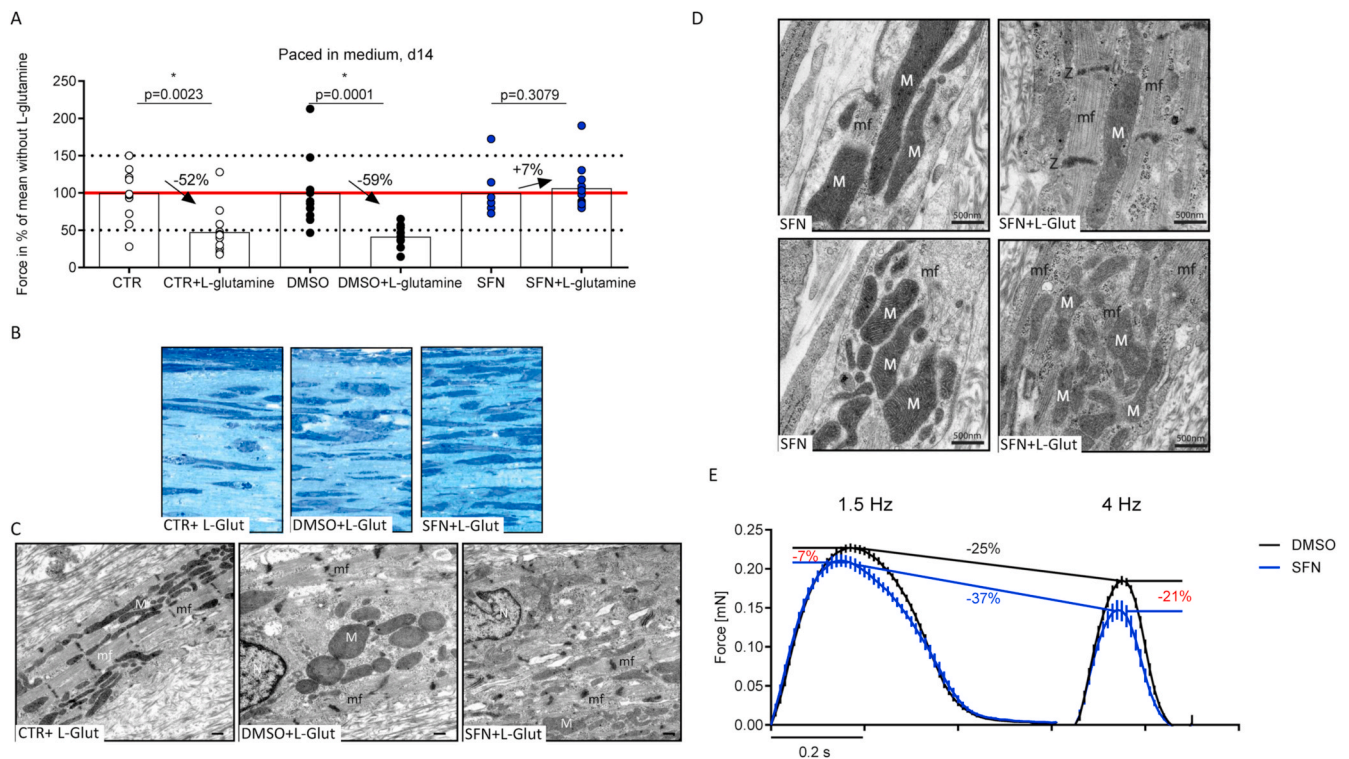 A
Paced in medium, d14
Force in % of mean without L-glutamine
250
200
150
100
50
0
*
p=0.0023
*
p=0.0001
p=0.3079
-52%
-59%
+7%
CTR
CTR+L-glutamine
DMSO
DMSO+L-glutamine
SFN
SFN+L-glutamine
B
CTR+ L-Glut
DMSO+L-Glut
SFN+L-Glut
C
M
mf
mf
CTR+ L-Glut
mf
M
N
mf
DMSO+L-Glut
N
mf
mf
M
SFN+L-Glut
D
M
mf
M
M
SFN
500nm
Z
mf
mf
M
Z
SFN+L-Glut
500nm
mf
M
M
M
SFN
500nm
mf
mf
M
mf
M
M
M
SFN+L-Glut
500nm
E
1.5 Hz
4 Hz
DMSO
SFN
Force [mN]
0.25
0.20
0.15
0.10
0.05
0.00
-7%
-25%
-37%
-21%
0.2 s